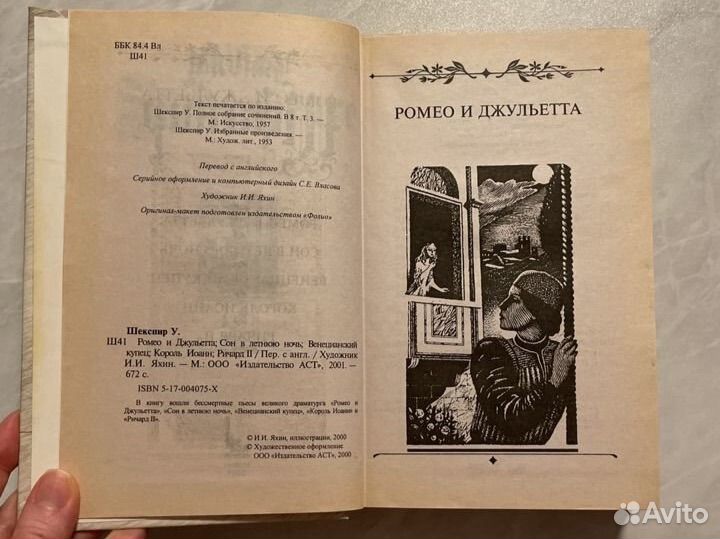 ББК 84.4 Вл
Ш41
Текст печатается по изданию:
Шекспир У. Полное собрание сочинений. В 8 т. Т. 3. —
М.: Искусство, 1957
Шекспир У. Избранные произведения. —
М.: Худож. лит., 1953
Перевод с английского
Серийное оформление и компьютерный дизайн С.Е. Власова
Художник И.И. Яхин
Оригинал-макет подготовлен издательством «Фолио»
Шекспир У.
Ш41 Ромео и Джульетта; Сон в летнюю ночь; Венецианский
купец; Король Иоанн; Ричард II / Пер. с англ. / Художник
И.И. Яхин. — М.: ООО «Издательство АСТ», 2001. —
672 с.
ISBN 5-17-004075-X
В книгу вошли бессмертные пьесы великого драматурга «Ромео и
Джульетта», «Сон в летнюю ночь», «Венецианский купец», «Король Иоанн» и
«Ричард II».
© И.И. Яхин, иллюстрации, 2000
© Художественное оформление.
ООО «Издательство АСТ», 2000
РОМЕО И ДЖУЛЬЕТТА
Avito